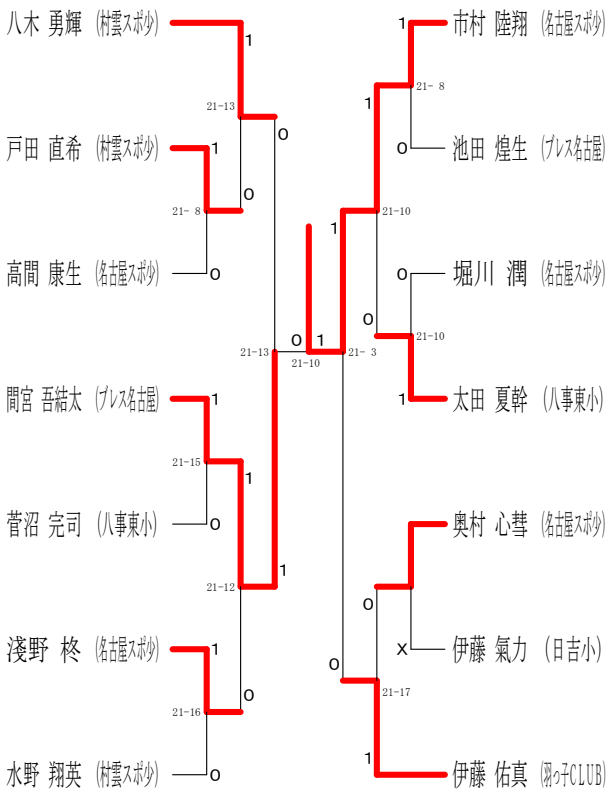 八木 勇輝 (村雲スポ少)
1
21-13
0
戸田 直希 (村雲スポ少)
1
21- 8
0
高間 康生 (名古屋スポ少)
0
21-13
間宮 吾結太 (ブレス名古屋)
1
21-15
1
菅沼 完司 (八事東小)
0
21-12
1
淺野 柊 (名古屋スポ少)
1
21-16
0
水野 翔英 (村雲スポ少)
0
0
1
21-10
市村 陸翔 (名古屋スポ少)
1
21- 8
1
池田 煌生 (ブレス名古屋)
0
1
21-10
堀川 潤 (名古屋スポ少)
0
0
21-10
太田 夏幹 (八事東小)
1
21- 3
奥村 心彗 (名古屋スポ少)
0
伊藤 氣力 (日吉小)
x
0
21-17
伊藤 佑真 (羽っ子CLUB)
1